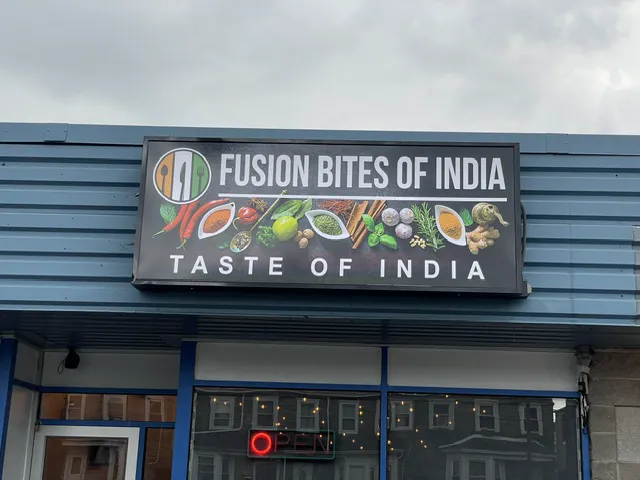 FUSION BITES OF INDIA
TASTE OF INDIA
OPEN